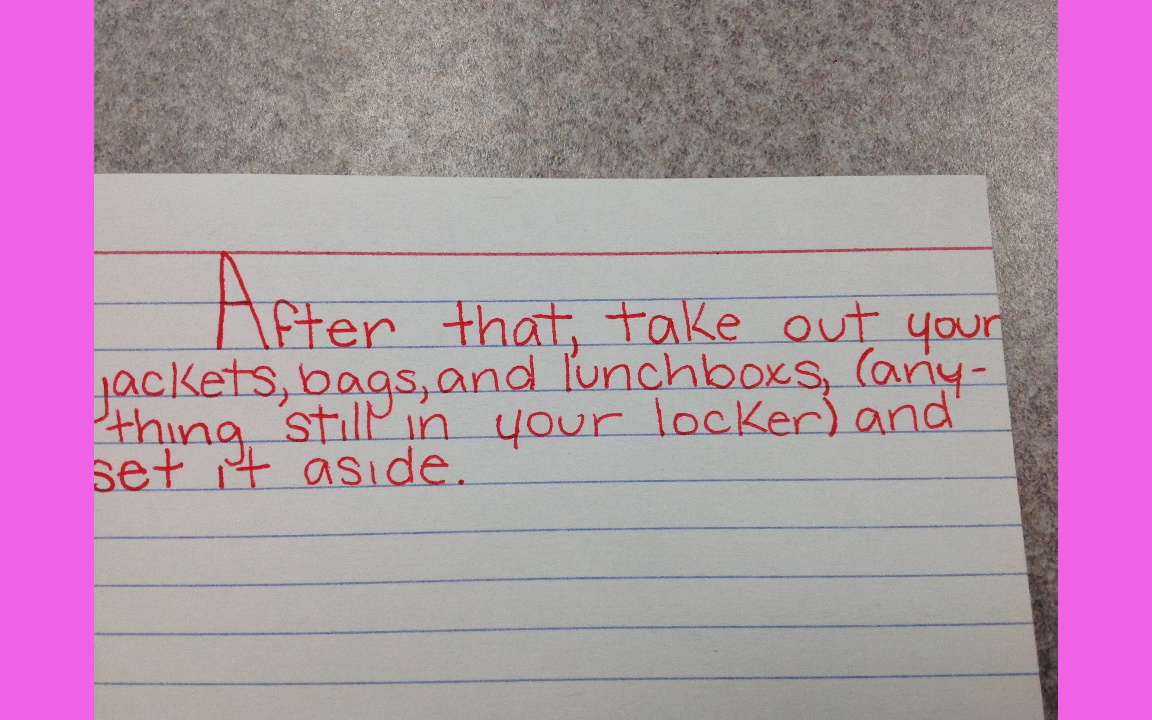 After that, take out your
jackets, bags, and lunchboxs, (any-
thing still in your locker) and
set it aside.